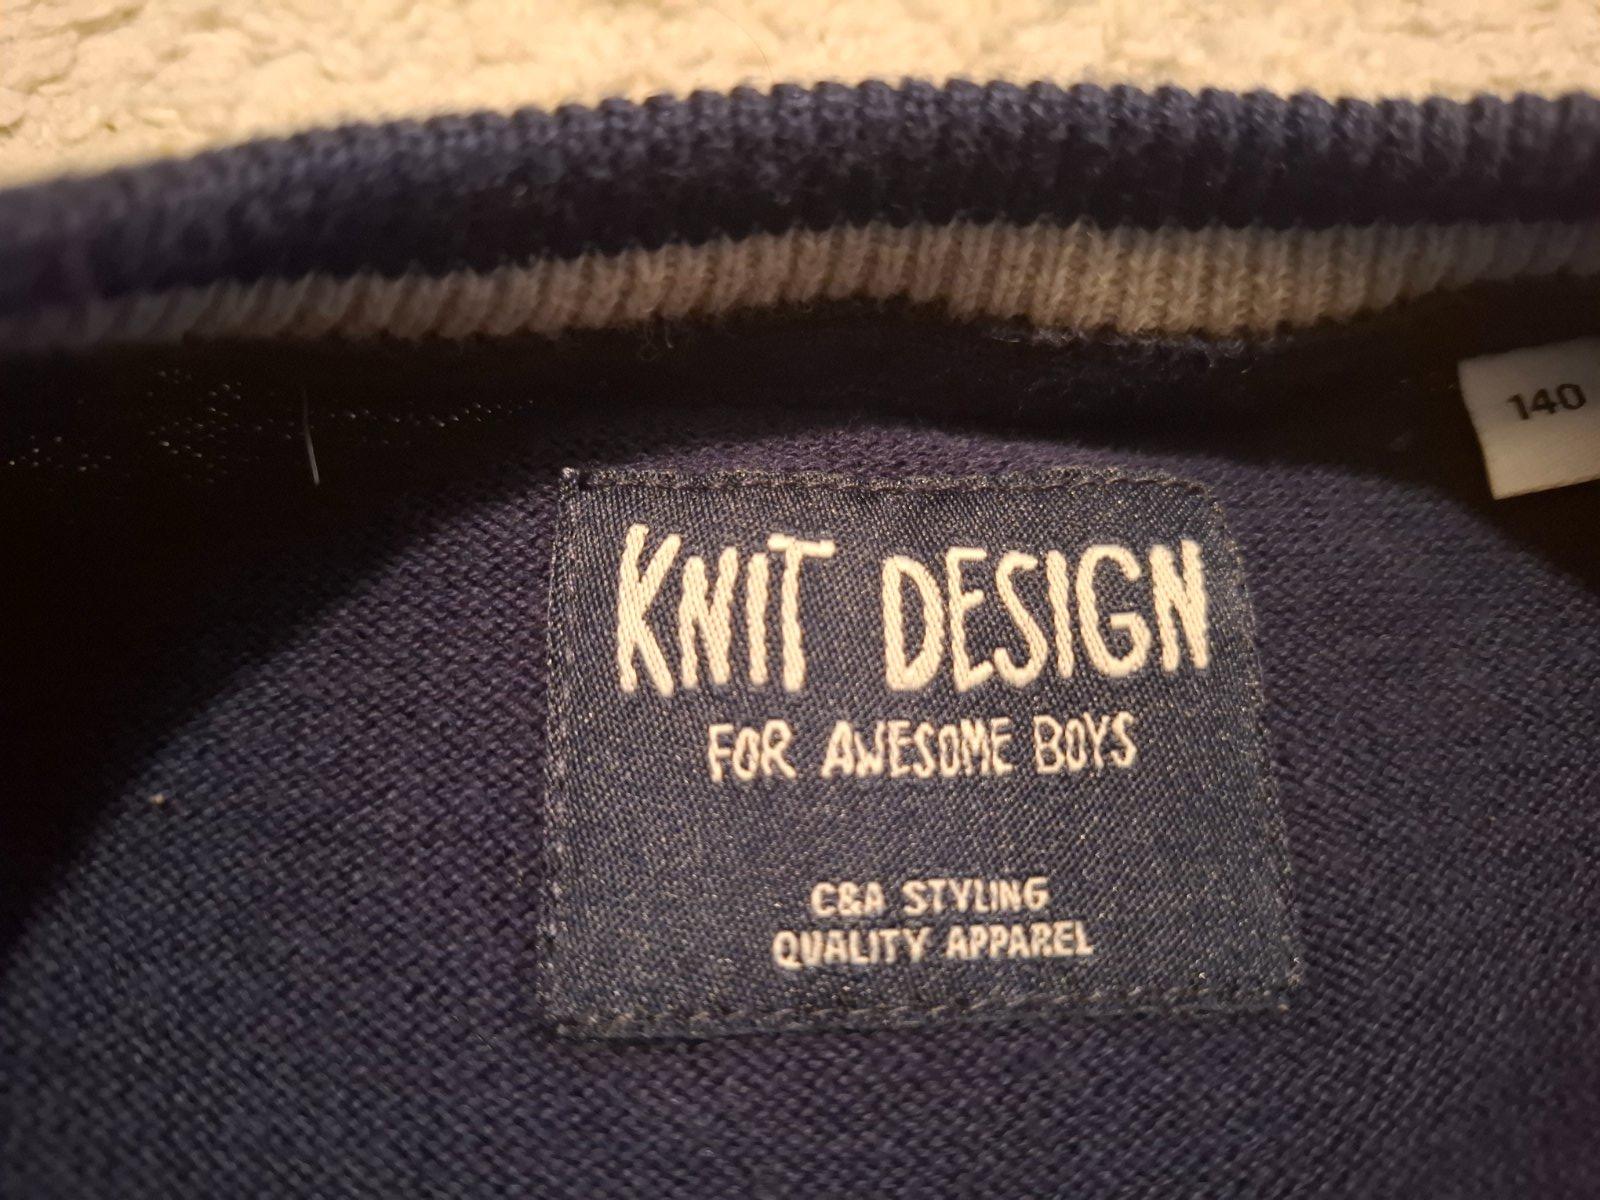 140
KNIT DESIGN
FOR AWESOME BOYS
C&A STYLING
QUALITY APPAREL